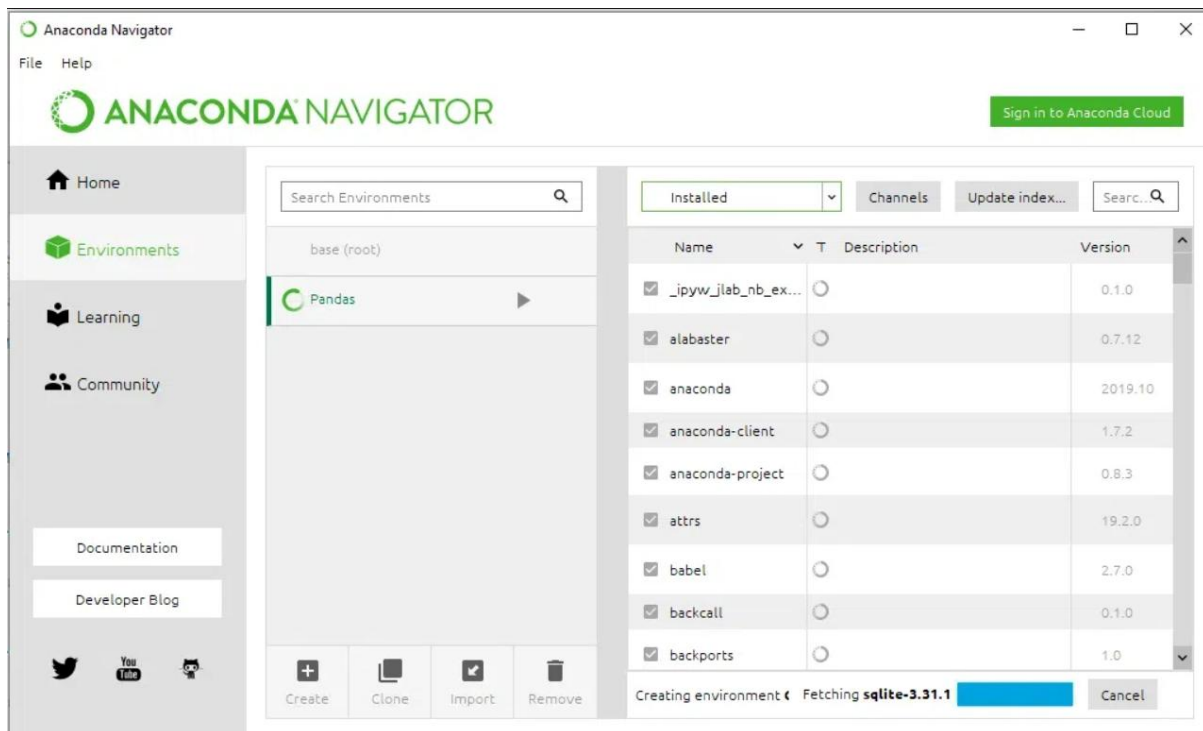 Anaconda Navigator
File Help
ANACONDA NAVIGATOR
Sign in to Anaconda Cloud
Home
Environments
Learning
Community
Documentation
Developer Blog
You
Tube
Search Environments
base (root)
Pandas
Create Clone Import Remove
Installed Channels Update index... Searc...
Name T Description Version
_ipyw_jlab_nb_ex... 0.1.0
alabaster 0.7.12
anaconda 2019.10
anaconda-client 1.7.2
anaconda-project 0.8.3
attrs 19.2.0
babel 2.7.0
backcall 0.1.0
backports 1.0
Creating environment Fetching sqlite-3.31.1 Cancel